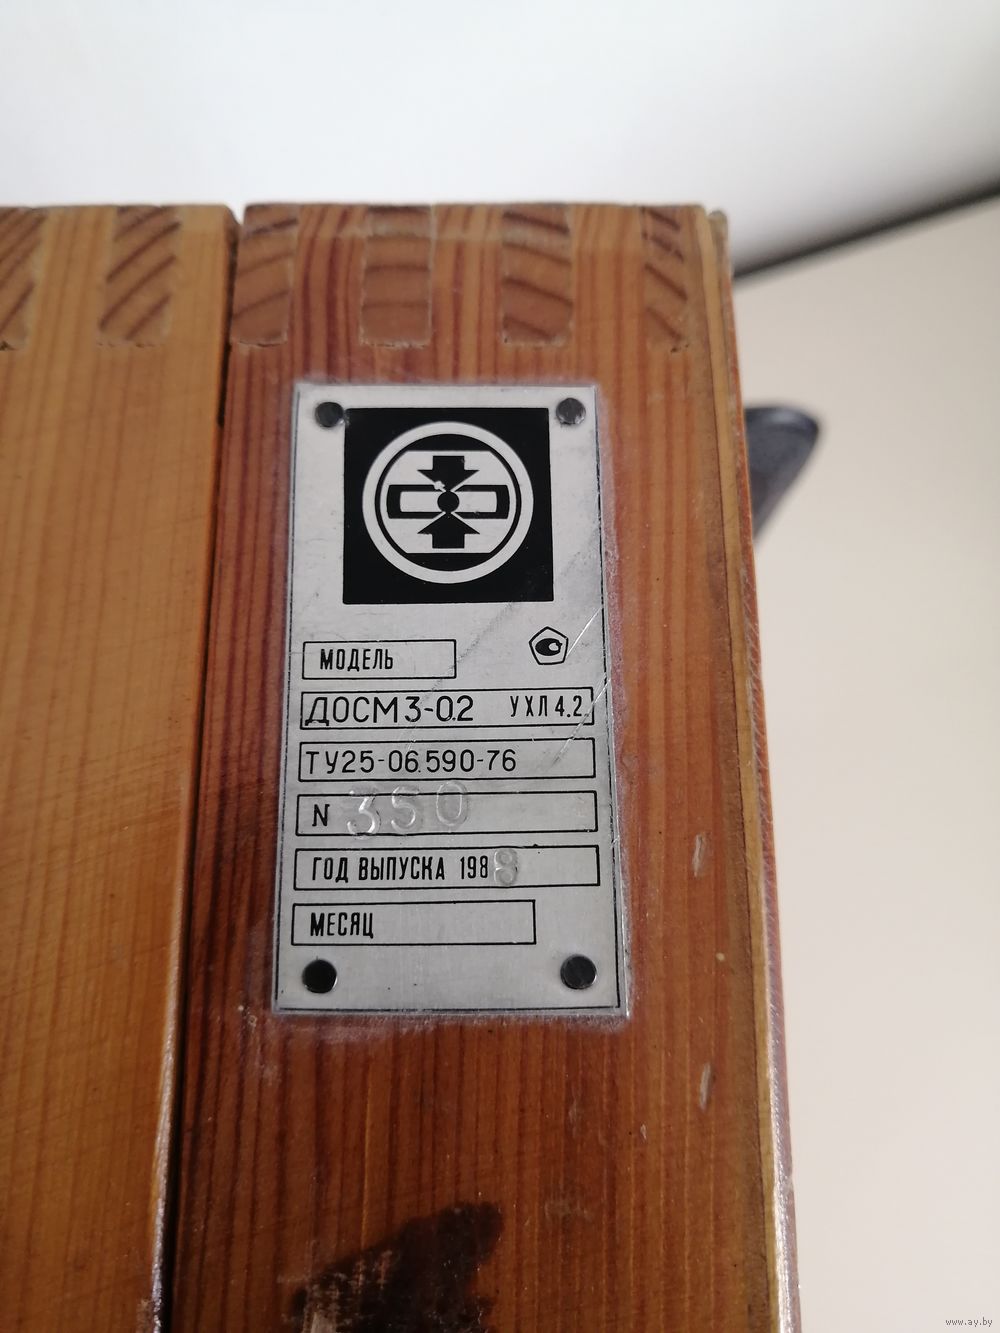 МОДЕЛЬ
ДОСМ3-0.2 УХЛ 4.2.
ТУ25-06.590-76
N 350
ГОД ВЫПУСКА 1988
МЕСЯЦ
www.ay.by